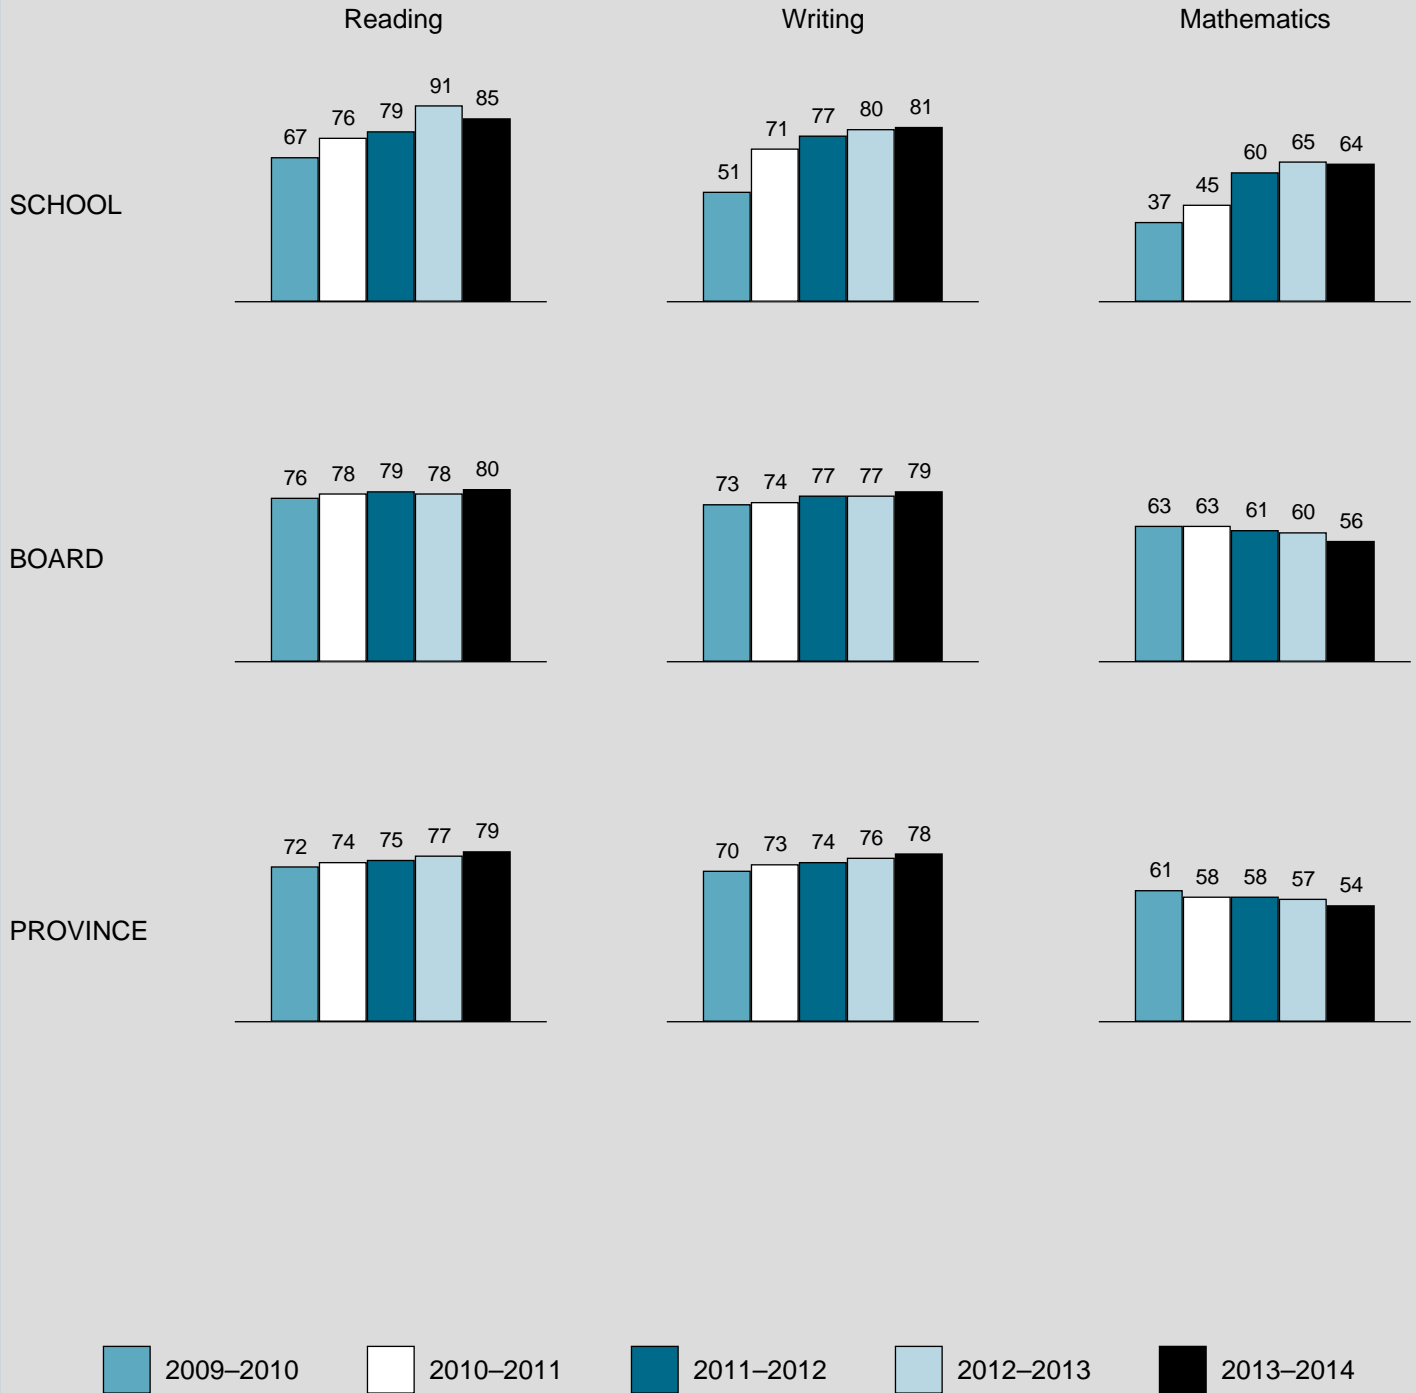 Reading Writing Mathematics
SCHOOL
67 76 79 91 85
51 71 77 80 81
37 45 60 65 64
BOARD
76 78 79 78 80
73 74 77 77 79
63 63 61 60 56
PROVINCE
72 74 75 77 79
70 73 74 76 78
61 58 58 57 54
2009–2010 2010–2011 2011–2012 2012–2013 2013–2014